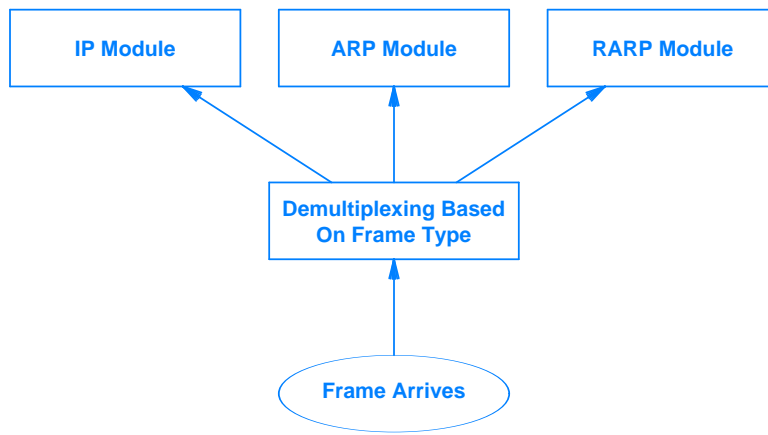 IP Module
ARP Module
RARP Module
Demultiplexing Based
On Frame Type
Frame Arrives